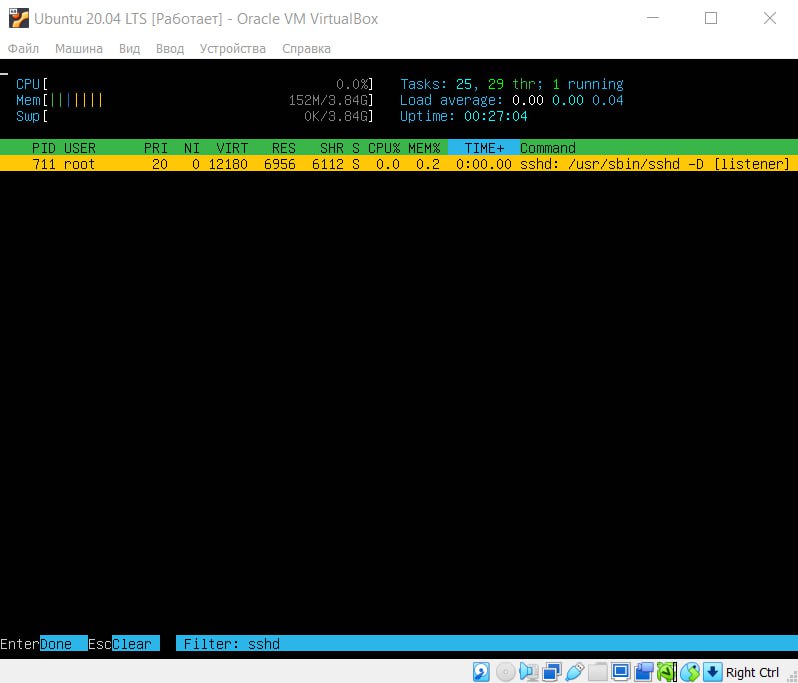 Ubuntu 20.04 LTS [Работает] - Oracle VM VirtualBox
Файл Машина Вид Ввод Устройства Справка
CPU[ 0.0%] Tasks: 25, 29 thr; 1 running
Mem[||||||| 152M/3.84G] Load average: 0.00 0.00 0.04
Swp[ 0K/3.84G] Uptime: 00:27:04
PID USER PRI NI VIRT RES SHR S CPU% MEM% TIME+ Command
711 root 20 0 12180 6956 6112 S 0.0 0.2 0:00.00 sshd: /usr/sbin/sshd -D [listener]
EnterDone EscClear Filter: sshd
Right Ctrl